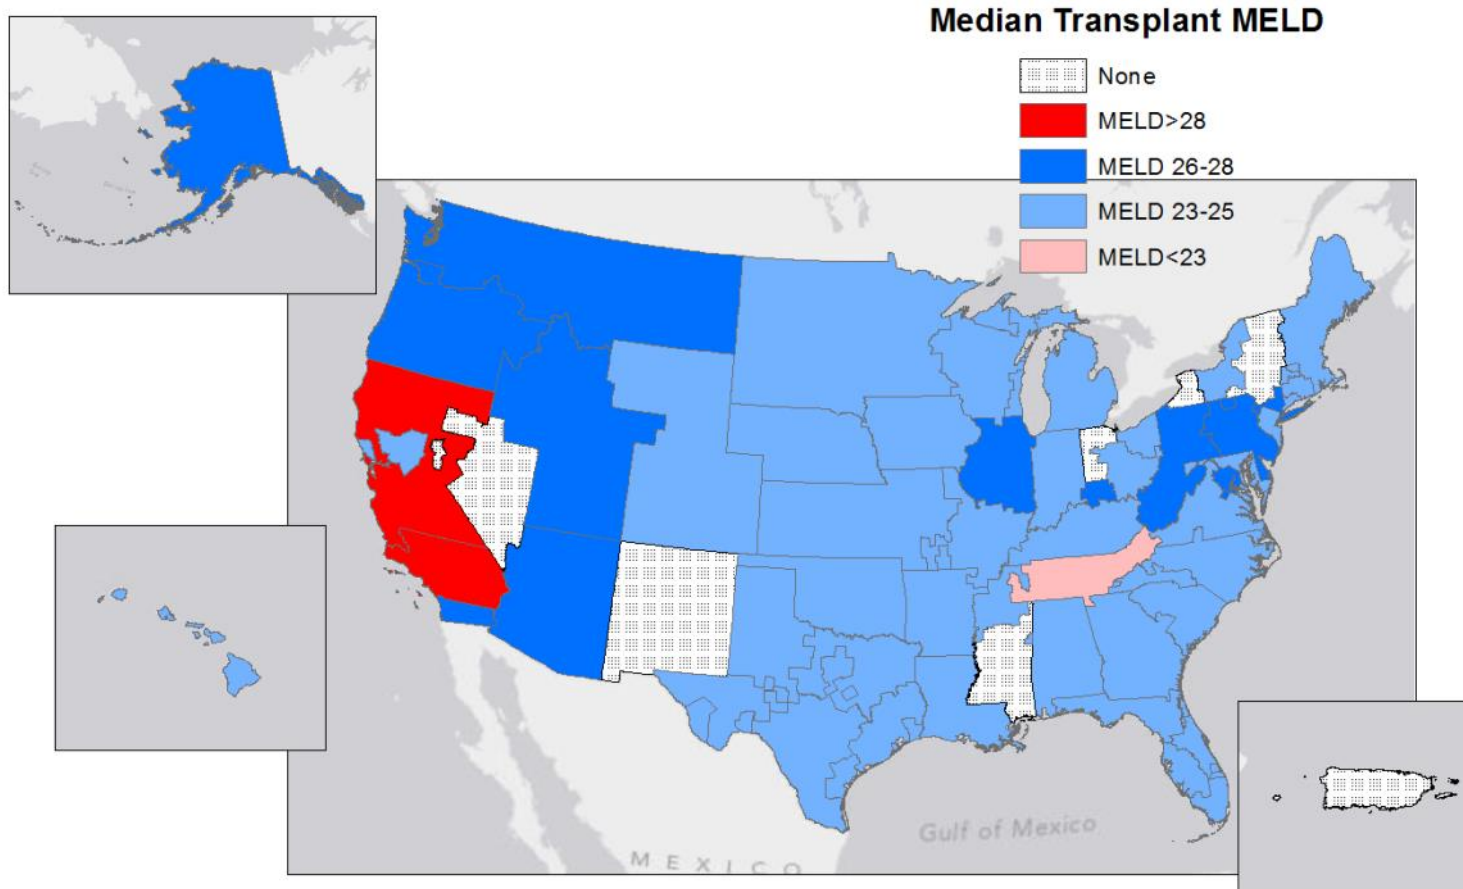 Median Transplant MELD
None
MELD>28
MELD 26-28
MELD 23-25
MELD<23
Gulf of Mexico
MEXICO